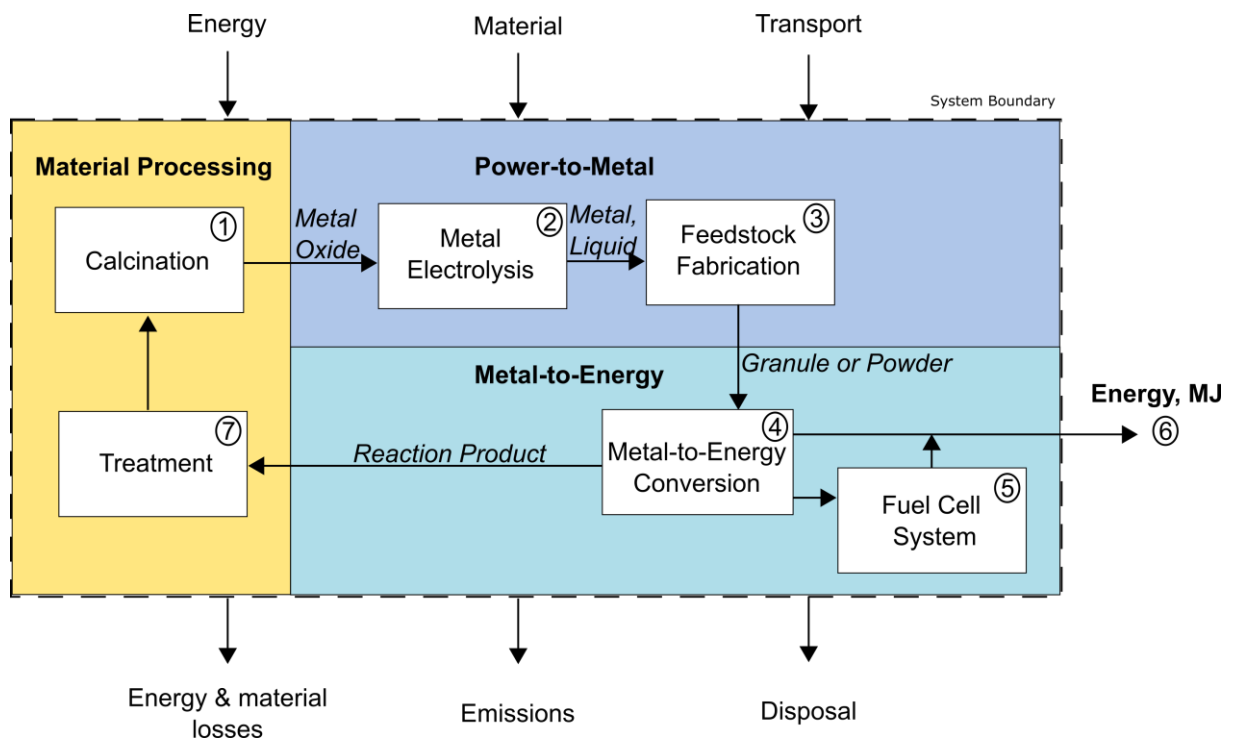 Energy
Material
Transport
System Boundary
Material Processing
Power-to-Metal
①
Calcination
Metal
Oxide
②
Metal
Electrolysis
Metal,
Liquid
③
Feedstock
Fabrication
Metal-to-Energy
Granule or Powder
Energy, MJ
⑥
④
Metal-to-Energy
Conversion
Reaction Product
⑦
Treatment
⑤
Fuel Cell
System
Energy & material
losses
Emissions
Disposal